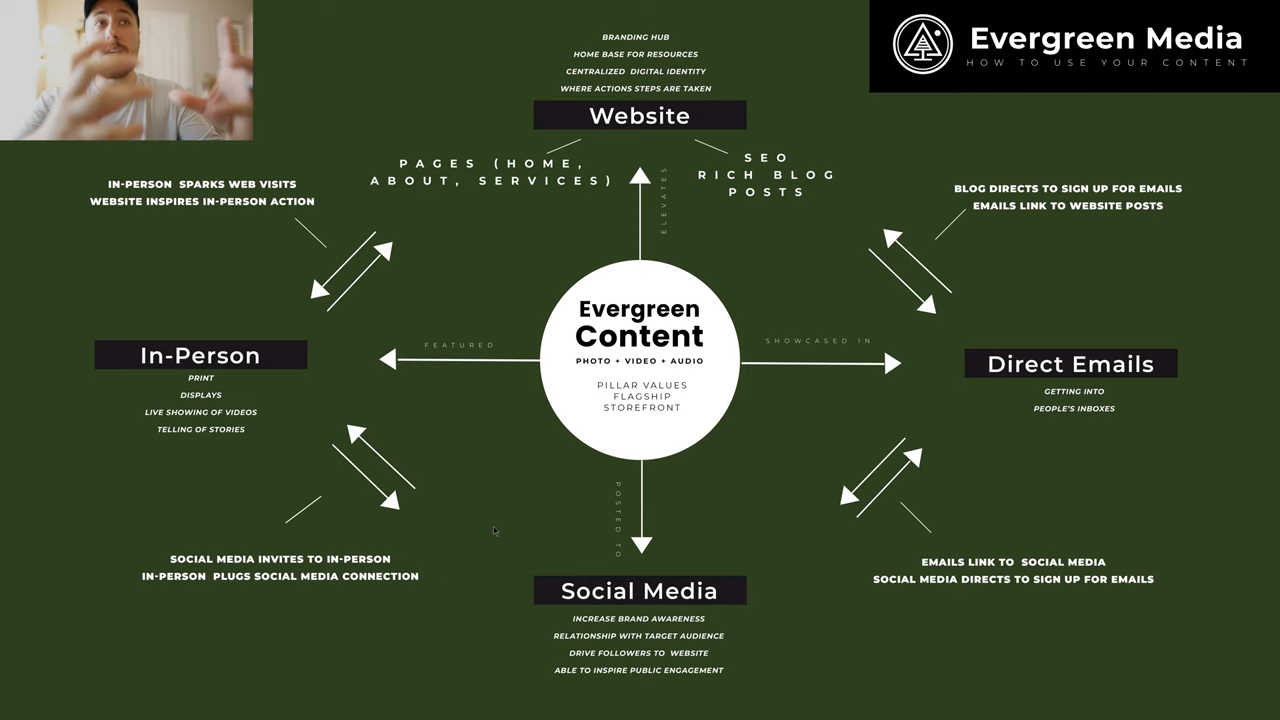 Evergreen Media
HOW TO USE YOUR CONTENT
BRANDING HUB
HOME BASE FOR RESOURCES
CENTRALIZED DIGITAL IDENTITY
WHERE ACTIONS STEPS ARE TAKEN
Website
PAGES (HOME,
ABOUT, SERVICES)
SEO
RICH BLOG
POSTS
ELEVATES
IN-PERSON SPARKS WEB VISITS
WEBSITE INSPIRES IN-PERSON ACTION
BLOG DIRECTS TO SIGN UP FOR EMAILS
EMAILS LINK TO WEBSITE POSTS
In-Person
PRINT
DISPLAYS
LIVE SHOWING OF VIDEOS
TELLING OF STORIES
FEATURED
Evergreen
Content
PHOTO + VIDEO + AUDIO
PILLAR VALUES
FLAGSHIP
STOREFRONT
SHOWCASED IN
Direct Emails
GETTING INTO
PEOPLE'S INBOXES
POSTED TO
SOCIAL MEDIA INVITES TO IN-PERSON
IN-PERSON PLUGS SOCIAL MEDIA CONNECTION
EMAILS LINK TO SOCIAL MEDIA
SOCIAL MEDIA DIRECTS TO SIGN UP FOR EMAILS
Social Media
INCREASE BRAND AWARENESS
RELATIONSHIP WITH TARGET AUDIENCE
DRIVE FOLLOWERS TO WEBSITE
ABLE TO INSPIRE PUBLIC ENGAGEMENT